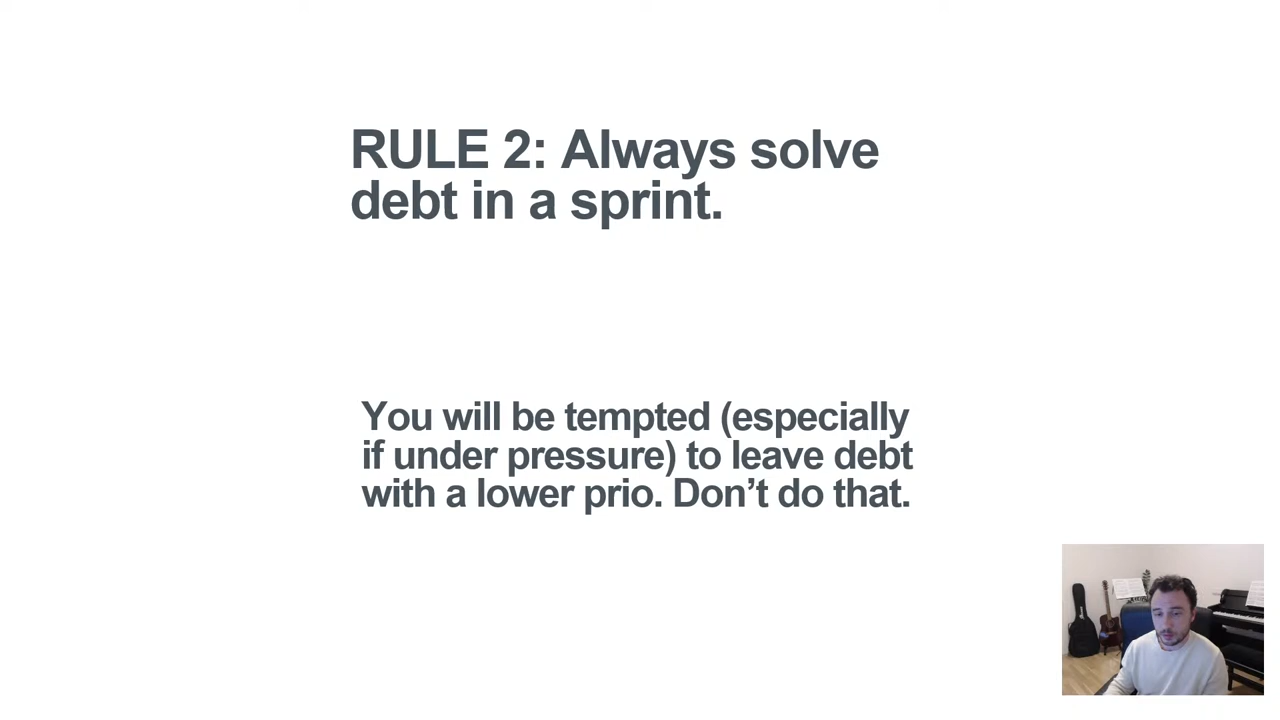 RULE 2: Always solve
debt in a sprint.
You will be tempted (especially
if under pressure) to leave debt
with a lower prio. Don’t do that.